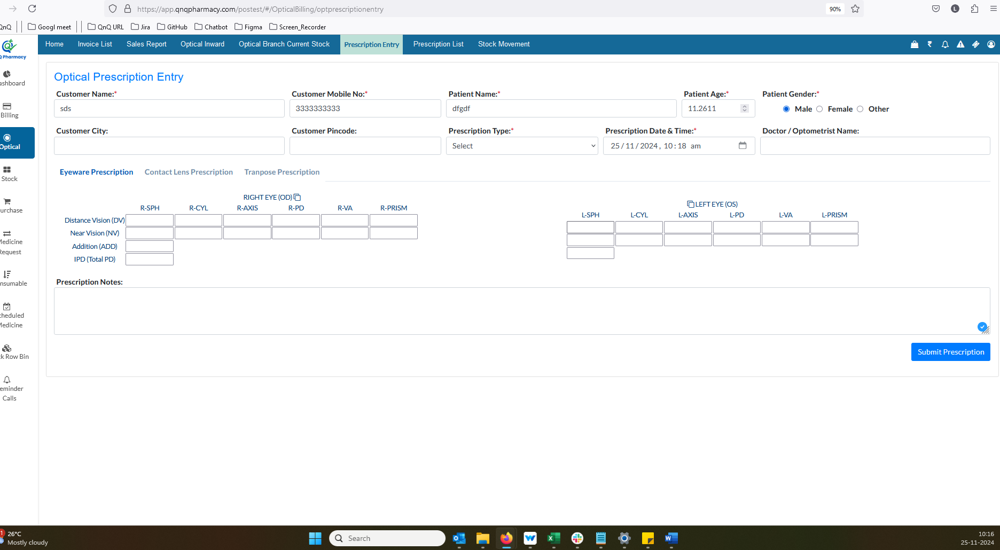 https://app.qnqpharmacy.com/postest/#/OpticalBilling/optprescriptionentry
90%
L
QnQ
Googl meet
QnQ URL
Jira
GitHub
Chatbot
Figma
Screen_Recorder
Q Pharmacy
Home
Invoice List
Sales Report
Optical Inward
Optical Branch Current Stock
Prescription Entry
Prescription List
Stock Movement
ashboard
Billing
Optical
Stock
urchase
Medicine
Request
nsumable
cheduled
Medicine
ck Row Bin
eminder
Calls
Optical Prescription Entry
Customer Name:*
Customer Mobile No:*
Patient Name:*
Patient Age:*
Patient Gender:*
sds
3333333333
dfgdf
11.2611
Male
Female
Other
Customer City:
Customer Pincode:
Prescription Type:*
Prescription Date & Time:*
Doctor / Optometrist Name:
Select
25/11/2024, 10:18 am
Eyeware Prescription
Contact Lens Prescription
Tranpose Prescription
RIGHT EYE (OD)
R-SPH R-CYL R-AXIS R-PD R-VA R-PRISM
Distance Vision (DV)
Near Vision (NV)
Addition (ADD)
IPD (Total PD)
LEFT EYE (OS)
L-SPH L-CYL L-AXIS L-PD L-VA L-PRISM
Prescription Notes:
Submit Prescription
1
26°C
Mostly cloudy
Search
10:16
25-11-2024